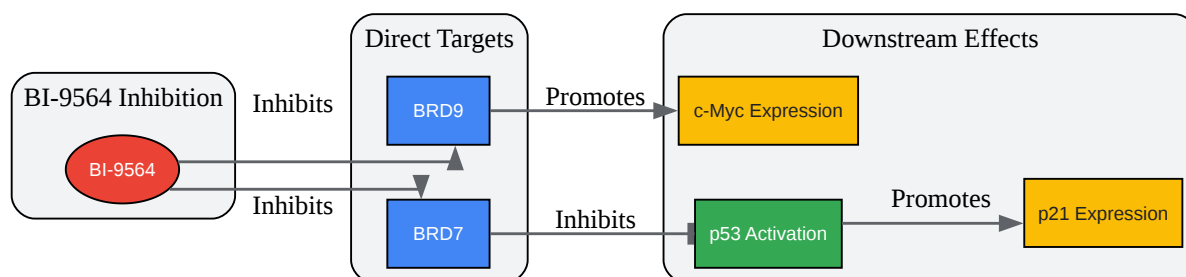 Direct Targets
Downstream Effects
BI-9564 Inhibition
Inhibits
BRD9
Promotes
c-Myc Expression
BI-9564
Inhibits
BRD7
Inhibits
p53 Activation
Promotes
p21 Expression